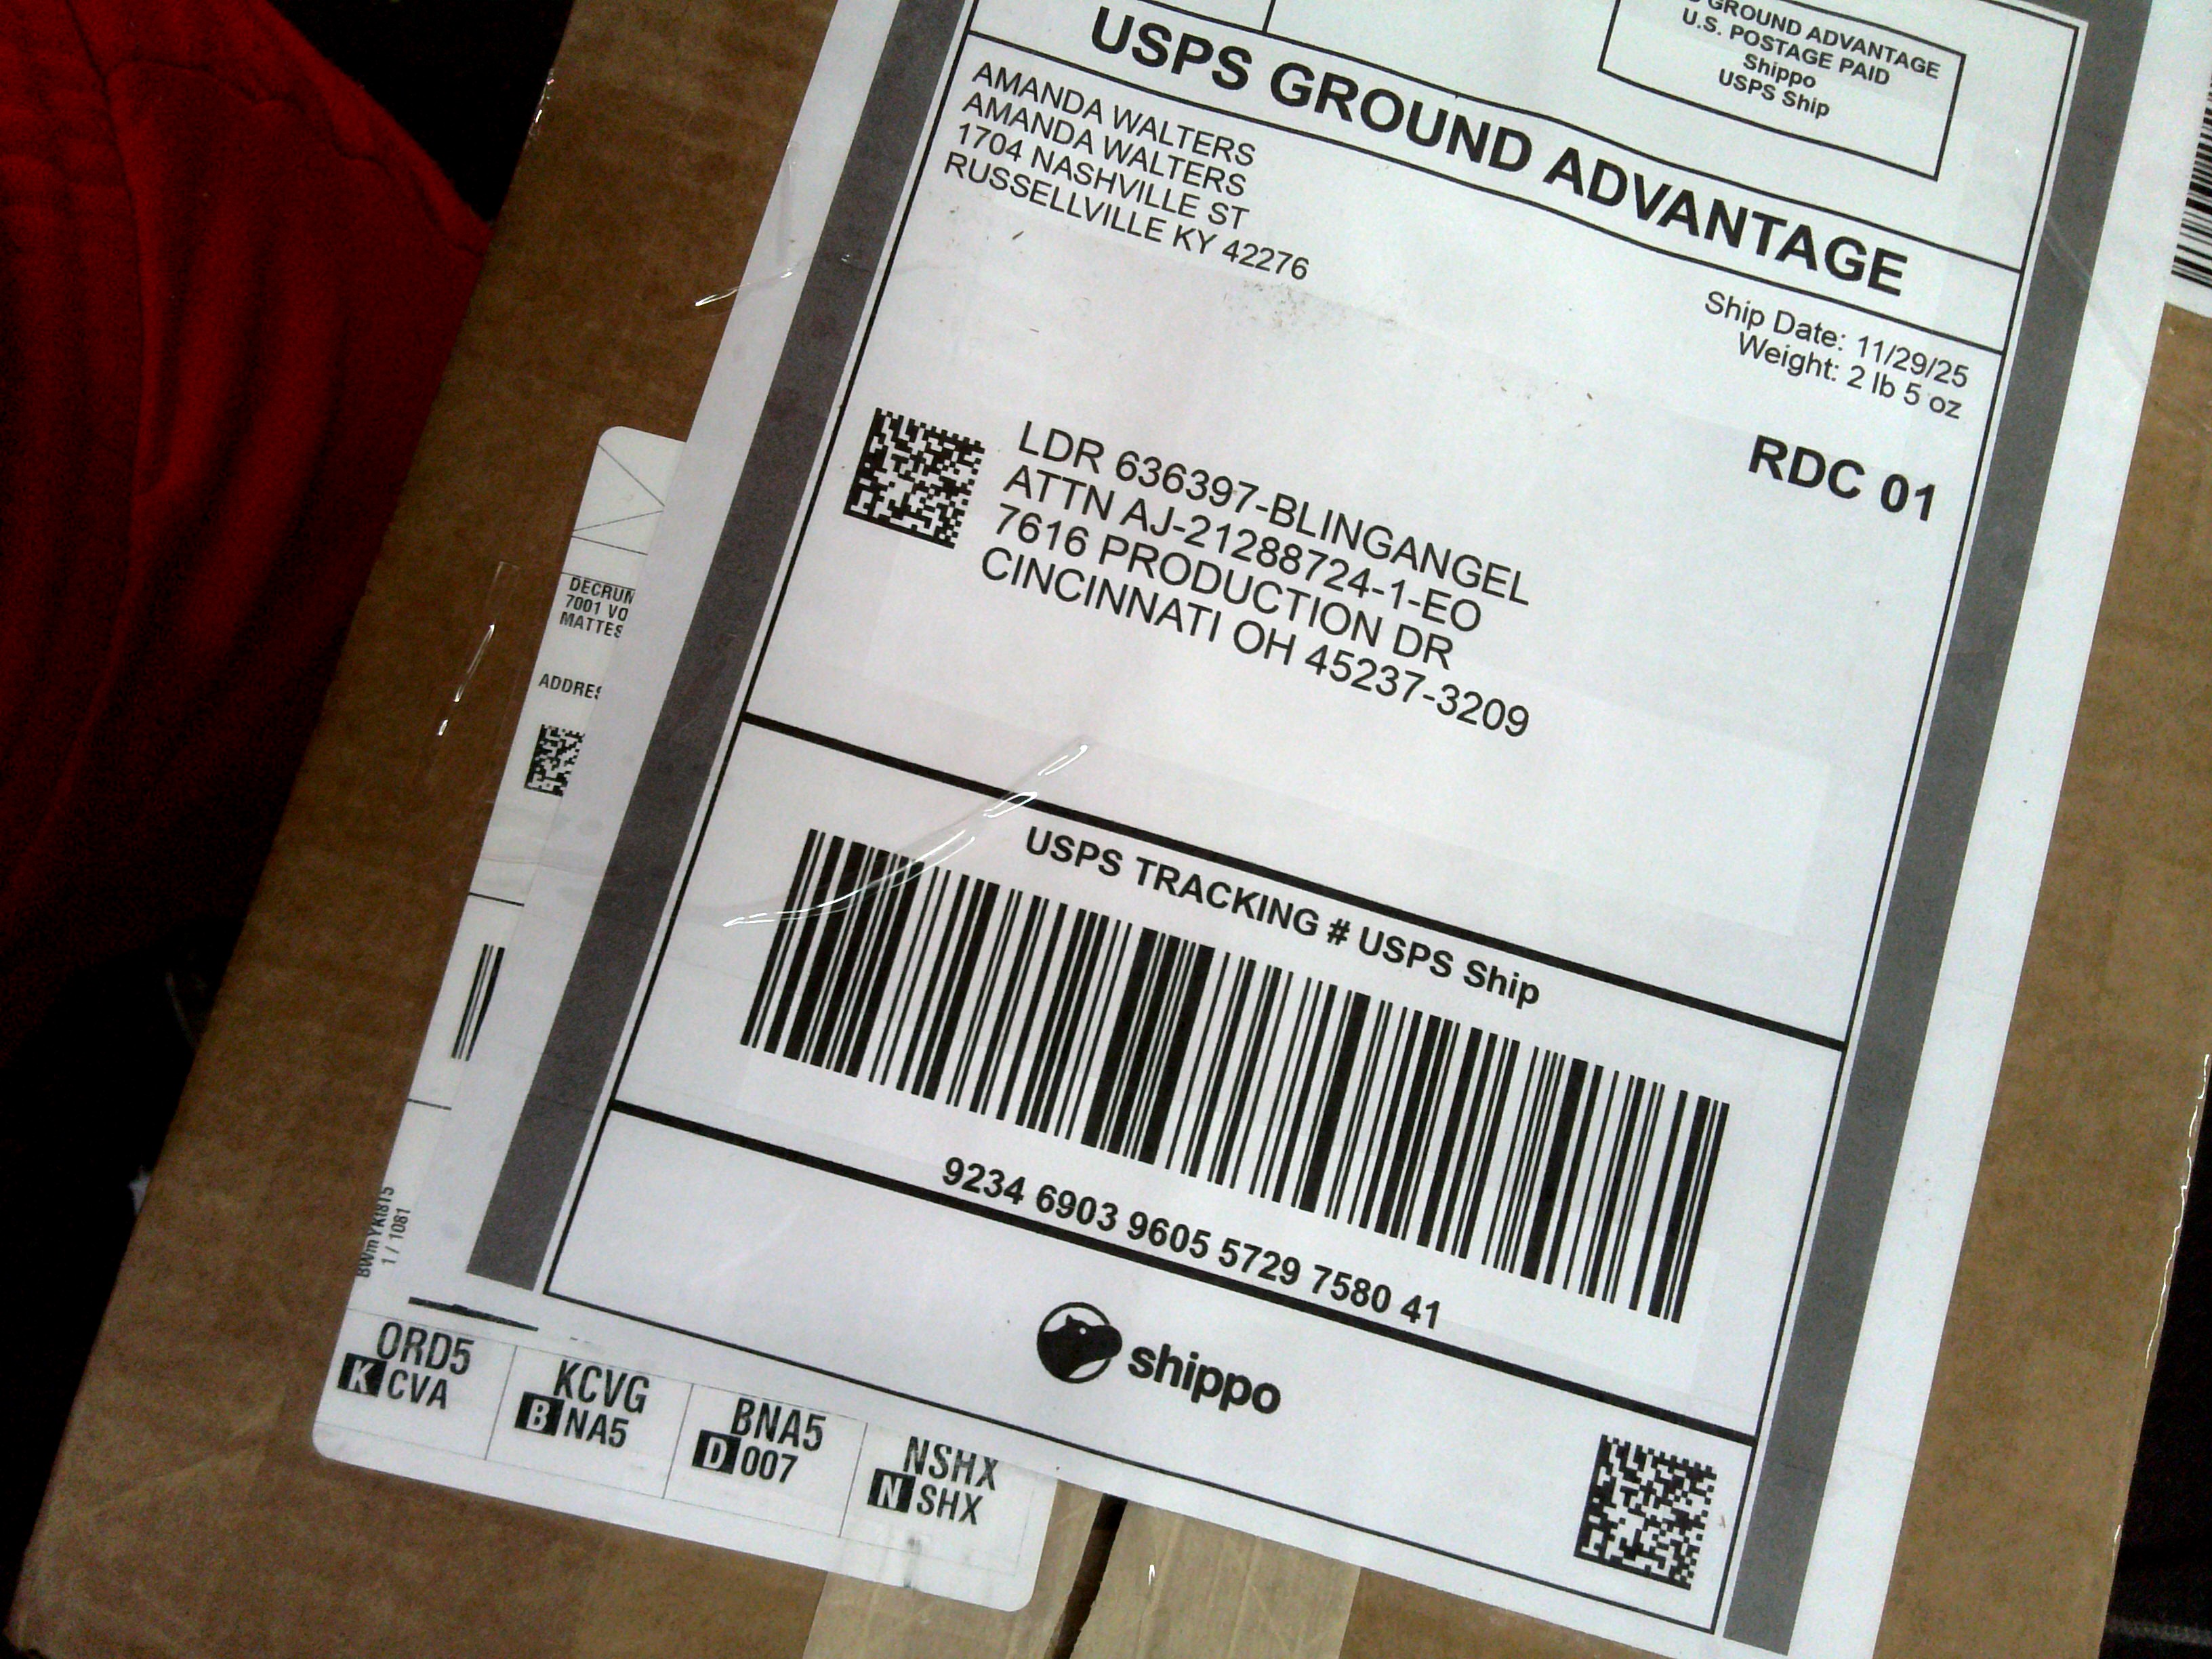 GROUND ADVANTAGE
U.S. POSTAGE PAID
Shippo
USPS Ship
USPS GROUND ADVANTAGE
AMANDA WALTERS
AMANDA WALTERS
1704 NASHVILLE ST
RUSSELLVILLE KY 42276
Ship Date: 11/29/25
Weight: 2 lb 5 oz
RDC 01
LDR 636397-BLINGANGEL
ATTN AJ-21288724-1-EO
7616 PRODUCTION DR
CINCINNATI OH 45237-3209
DECRUN
7001 VO
MATTES
ADDRES
USPS TRACKING # USPS Ship
9234 6903 9605 5729 7580 41
shippo
1 / 1081
ORD5
K CVA
KCVG
B NA5
BNA5
D 007
NSHX
N SHX